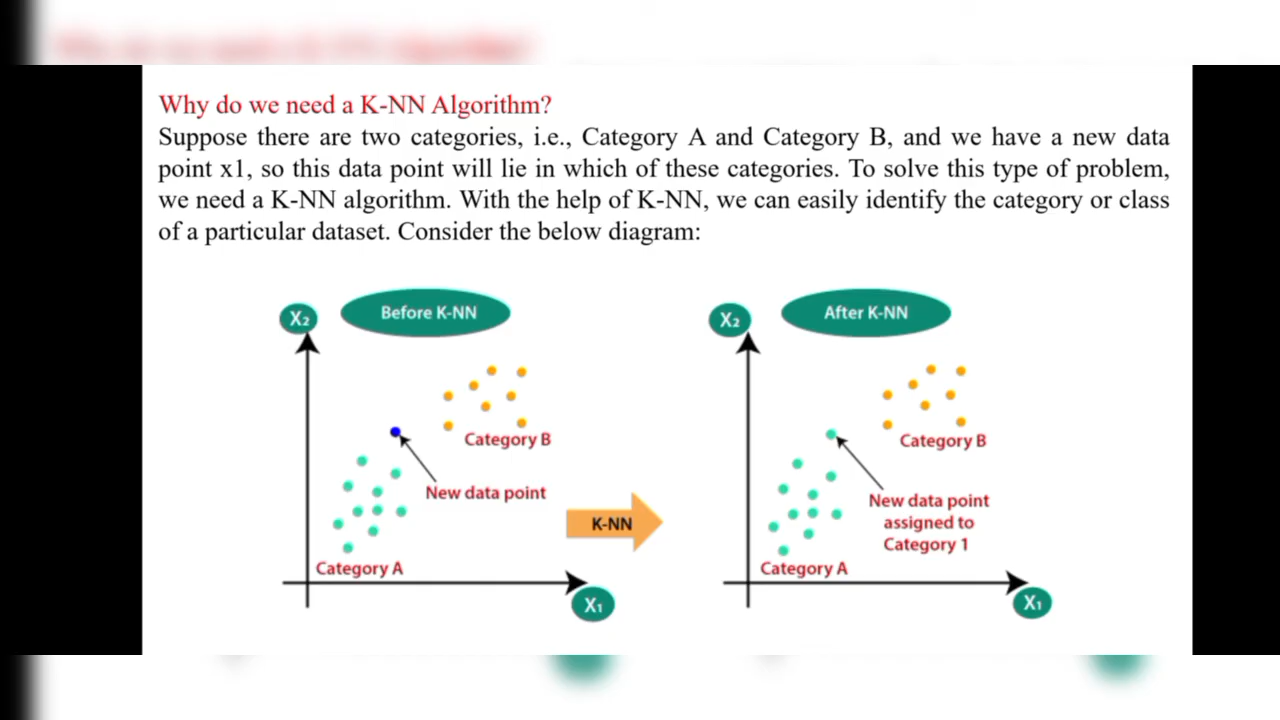 Why do we need a K-NN Algorithm?
Suppose there are two categories, i.e., Category A and Category B, and we have a new data
point x1, so this data point will lie in which of these categories. To solve this type of problem,
we need a K-NN algorithm. With the help of K-NN, we can easily identify the category or class
of a particular dataset. Consider the below diagram:
X₂
Before K-NN
Category B
New data point
Category A
X₁
K-NN
X₂
After K-NN
Category B
New data point
assigned to
Category 1
Category A
X₁